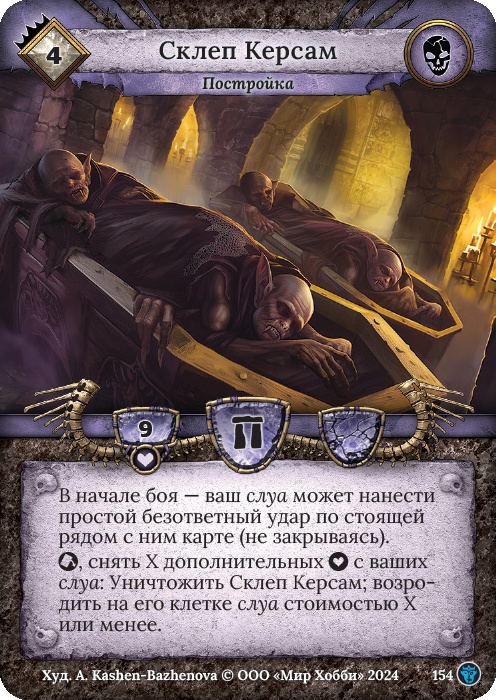 4
Склеп Керсам
Постройка
9
В начале боя — ваш слуа может нанести
простой безответный удар по стоящей
рядом с ним карте (не закрываясь).
, снять X дополнительных с ваших
слуа: Уничтожить Склеп Керсам; возро-
дить на его клетке слуа стоимостью X
или менее.
Худ. A. Kashen-Bazhenova © ООО «Мир Хобби» 2024 154